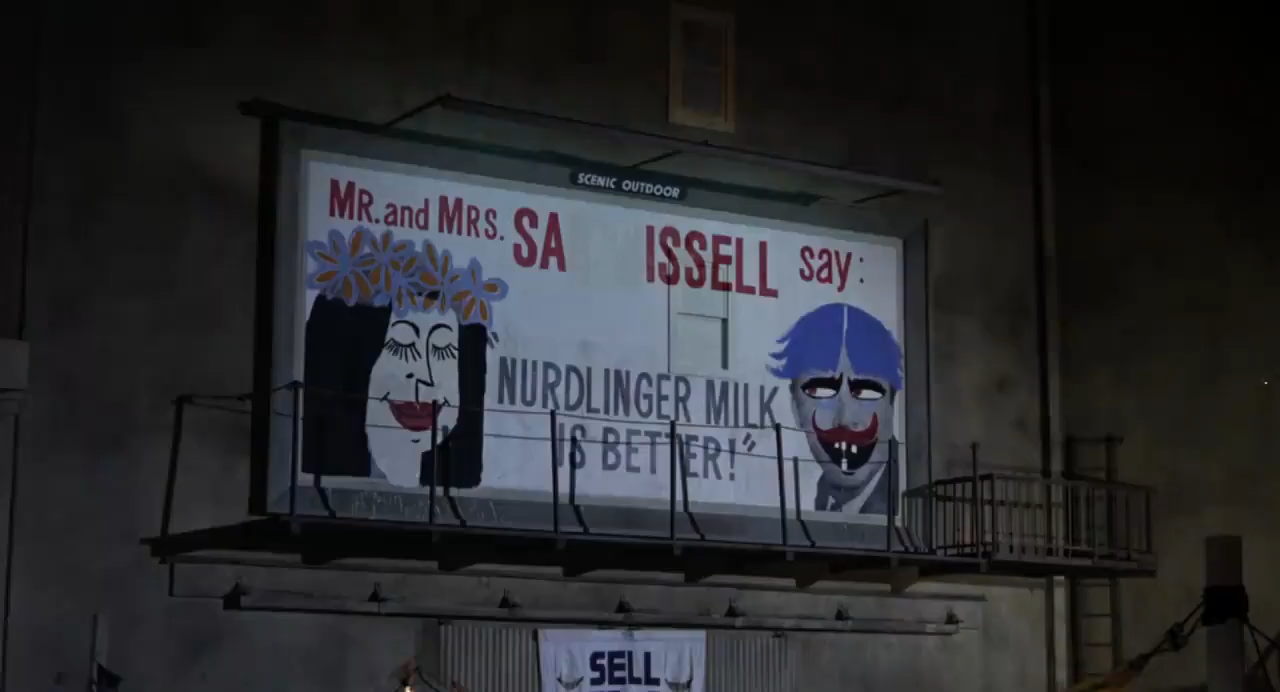 SCENIC OUTDOOR
MR. and MRS. SA ISSELL say:
"NURDLINGER MILK
IS BETTER!"
SELL